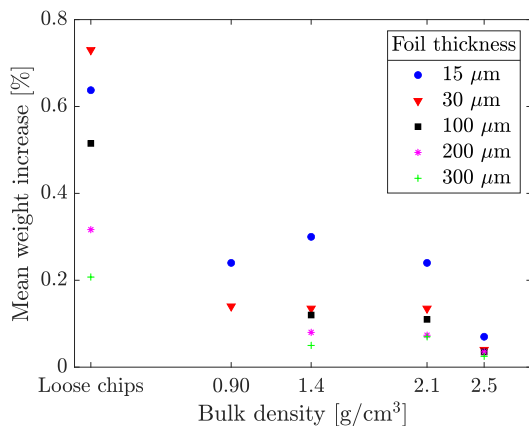 0.8
0.6
0.4
0.2
0
Mean weight increase [%]
Foil thickness
15 μm
30 μm
100 μm
200 μm
300 μm
Loose chips 0.90 1.4 2.1 2.5
Bulk density [g/cm³]